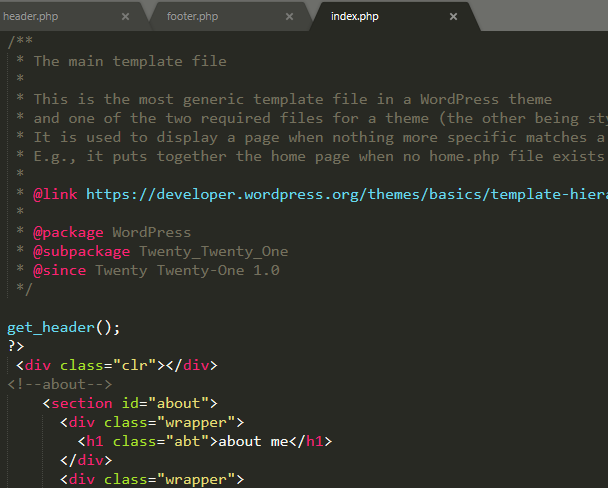 header.php × footer.php × index.php ×
/**
* The main template file
*
* This is the most generic template file in a WordPress theme
* and one of the two required files for a theme (the other being
* It is used to display a page when nothing more specific matches a
* E.g., it puts together the home page when no home.php file exists
*
* @link https://developer.wordpress.org/themes/basics/template-hiera
*
* @package WordPress
* @subpackage Twenty_Twenty_One
* @since Twenty Twenty-One 1.0
*/
get_header();
?>
<div class="clr"></div>
<!--about-->
<section id="about">
<div class="wrapper">
<h1 class="abt">about me</h1>
</div>
<div class="wrapper">